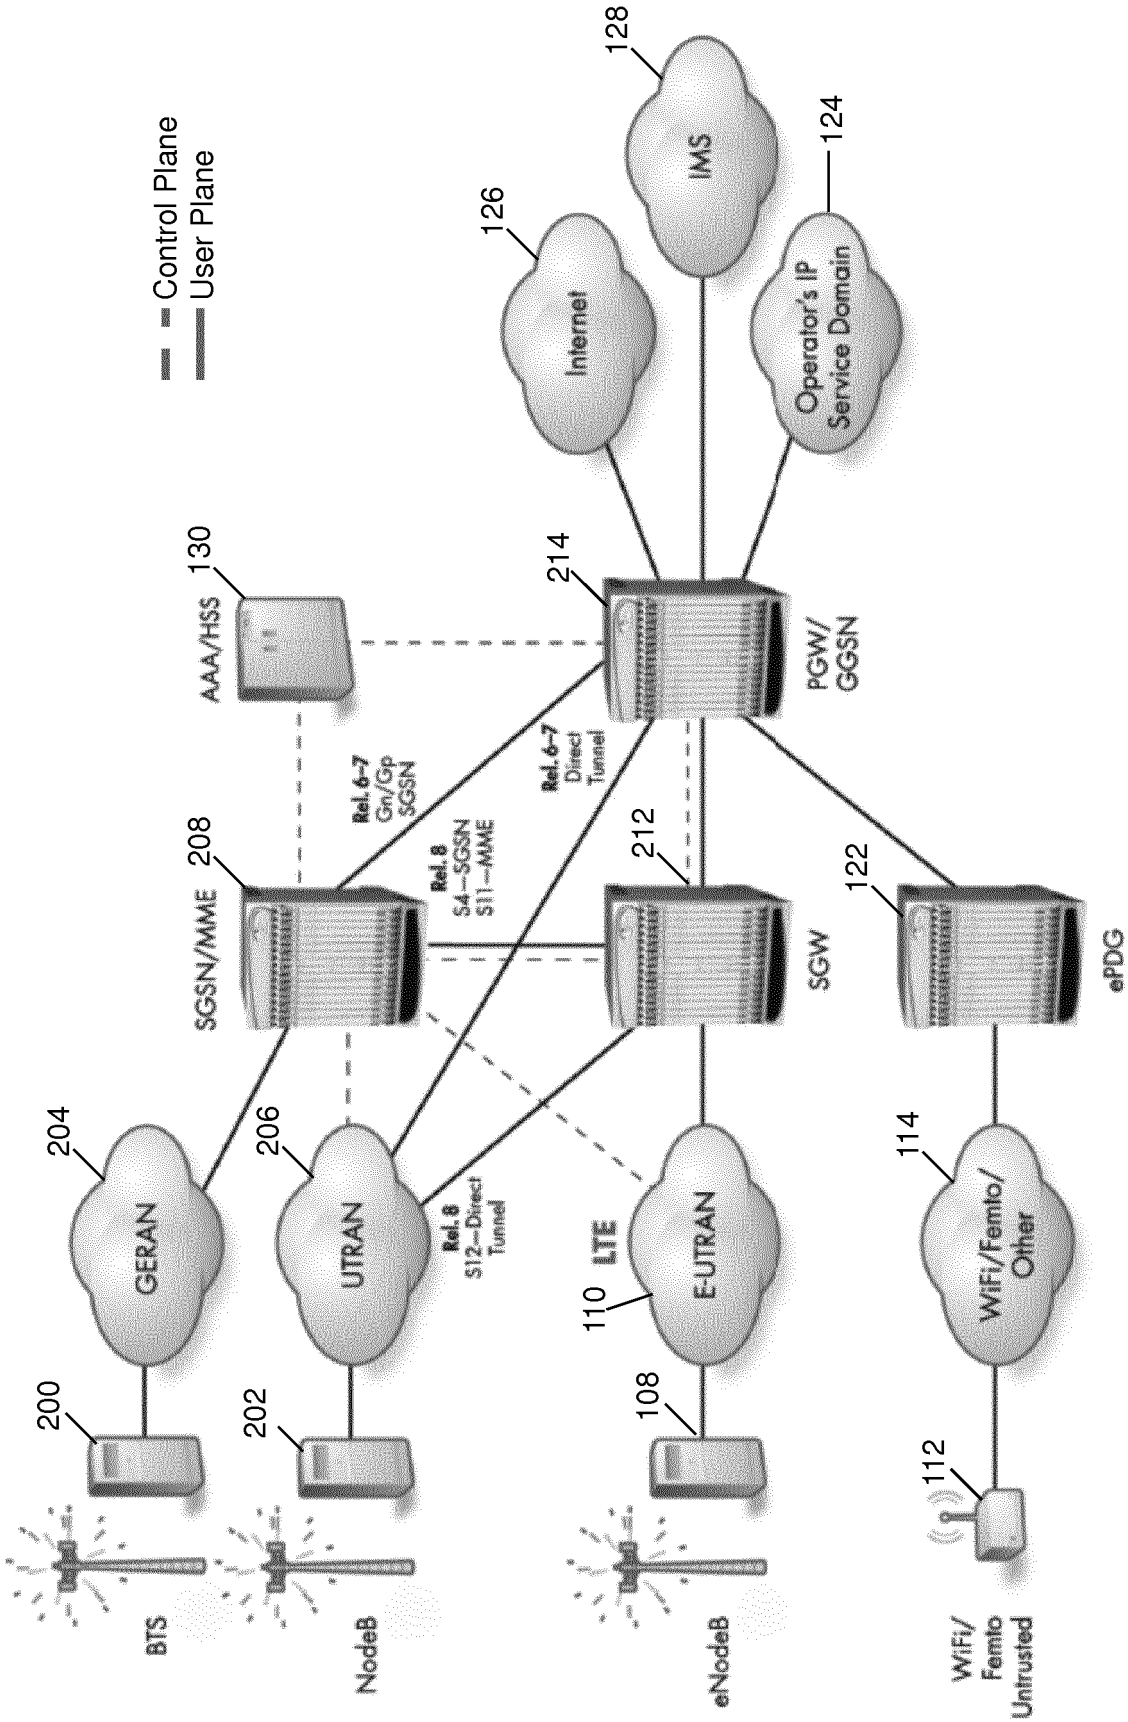 Control Plane
User Plane
BTS
200
GERAN
204
SGSN/MME
208
AAA/HSS
130
NodeB
202
UTRAN
206
Rel. 8
S12–Direct
Tunnel
Rel. 8
S4–SGSN
S11–MME
Rel. 6–7
Gn/Gp
SGSN
Rel. 6–7
Direct
Tunnel
eNodeB
108
LTE
110
E-UTRAN
SGW
212
PGW/
GGSN
214
Internet
126
IMS
128
Operator's IP
Service Domain
124
WiFi/
Femto
Untrusted
112
WiFi/Femto/
Other
114
ePDG
122